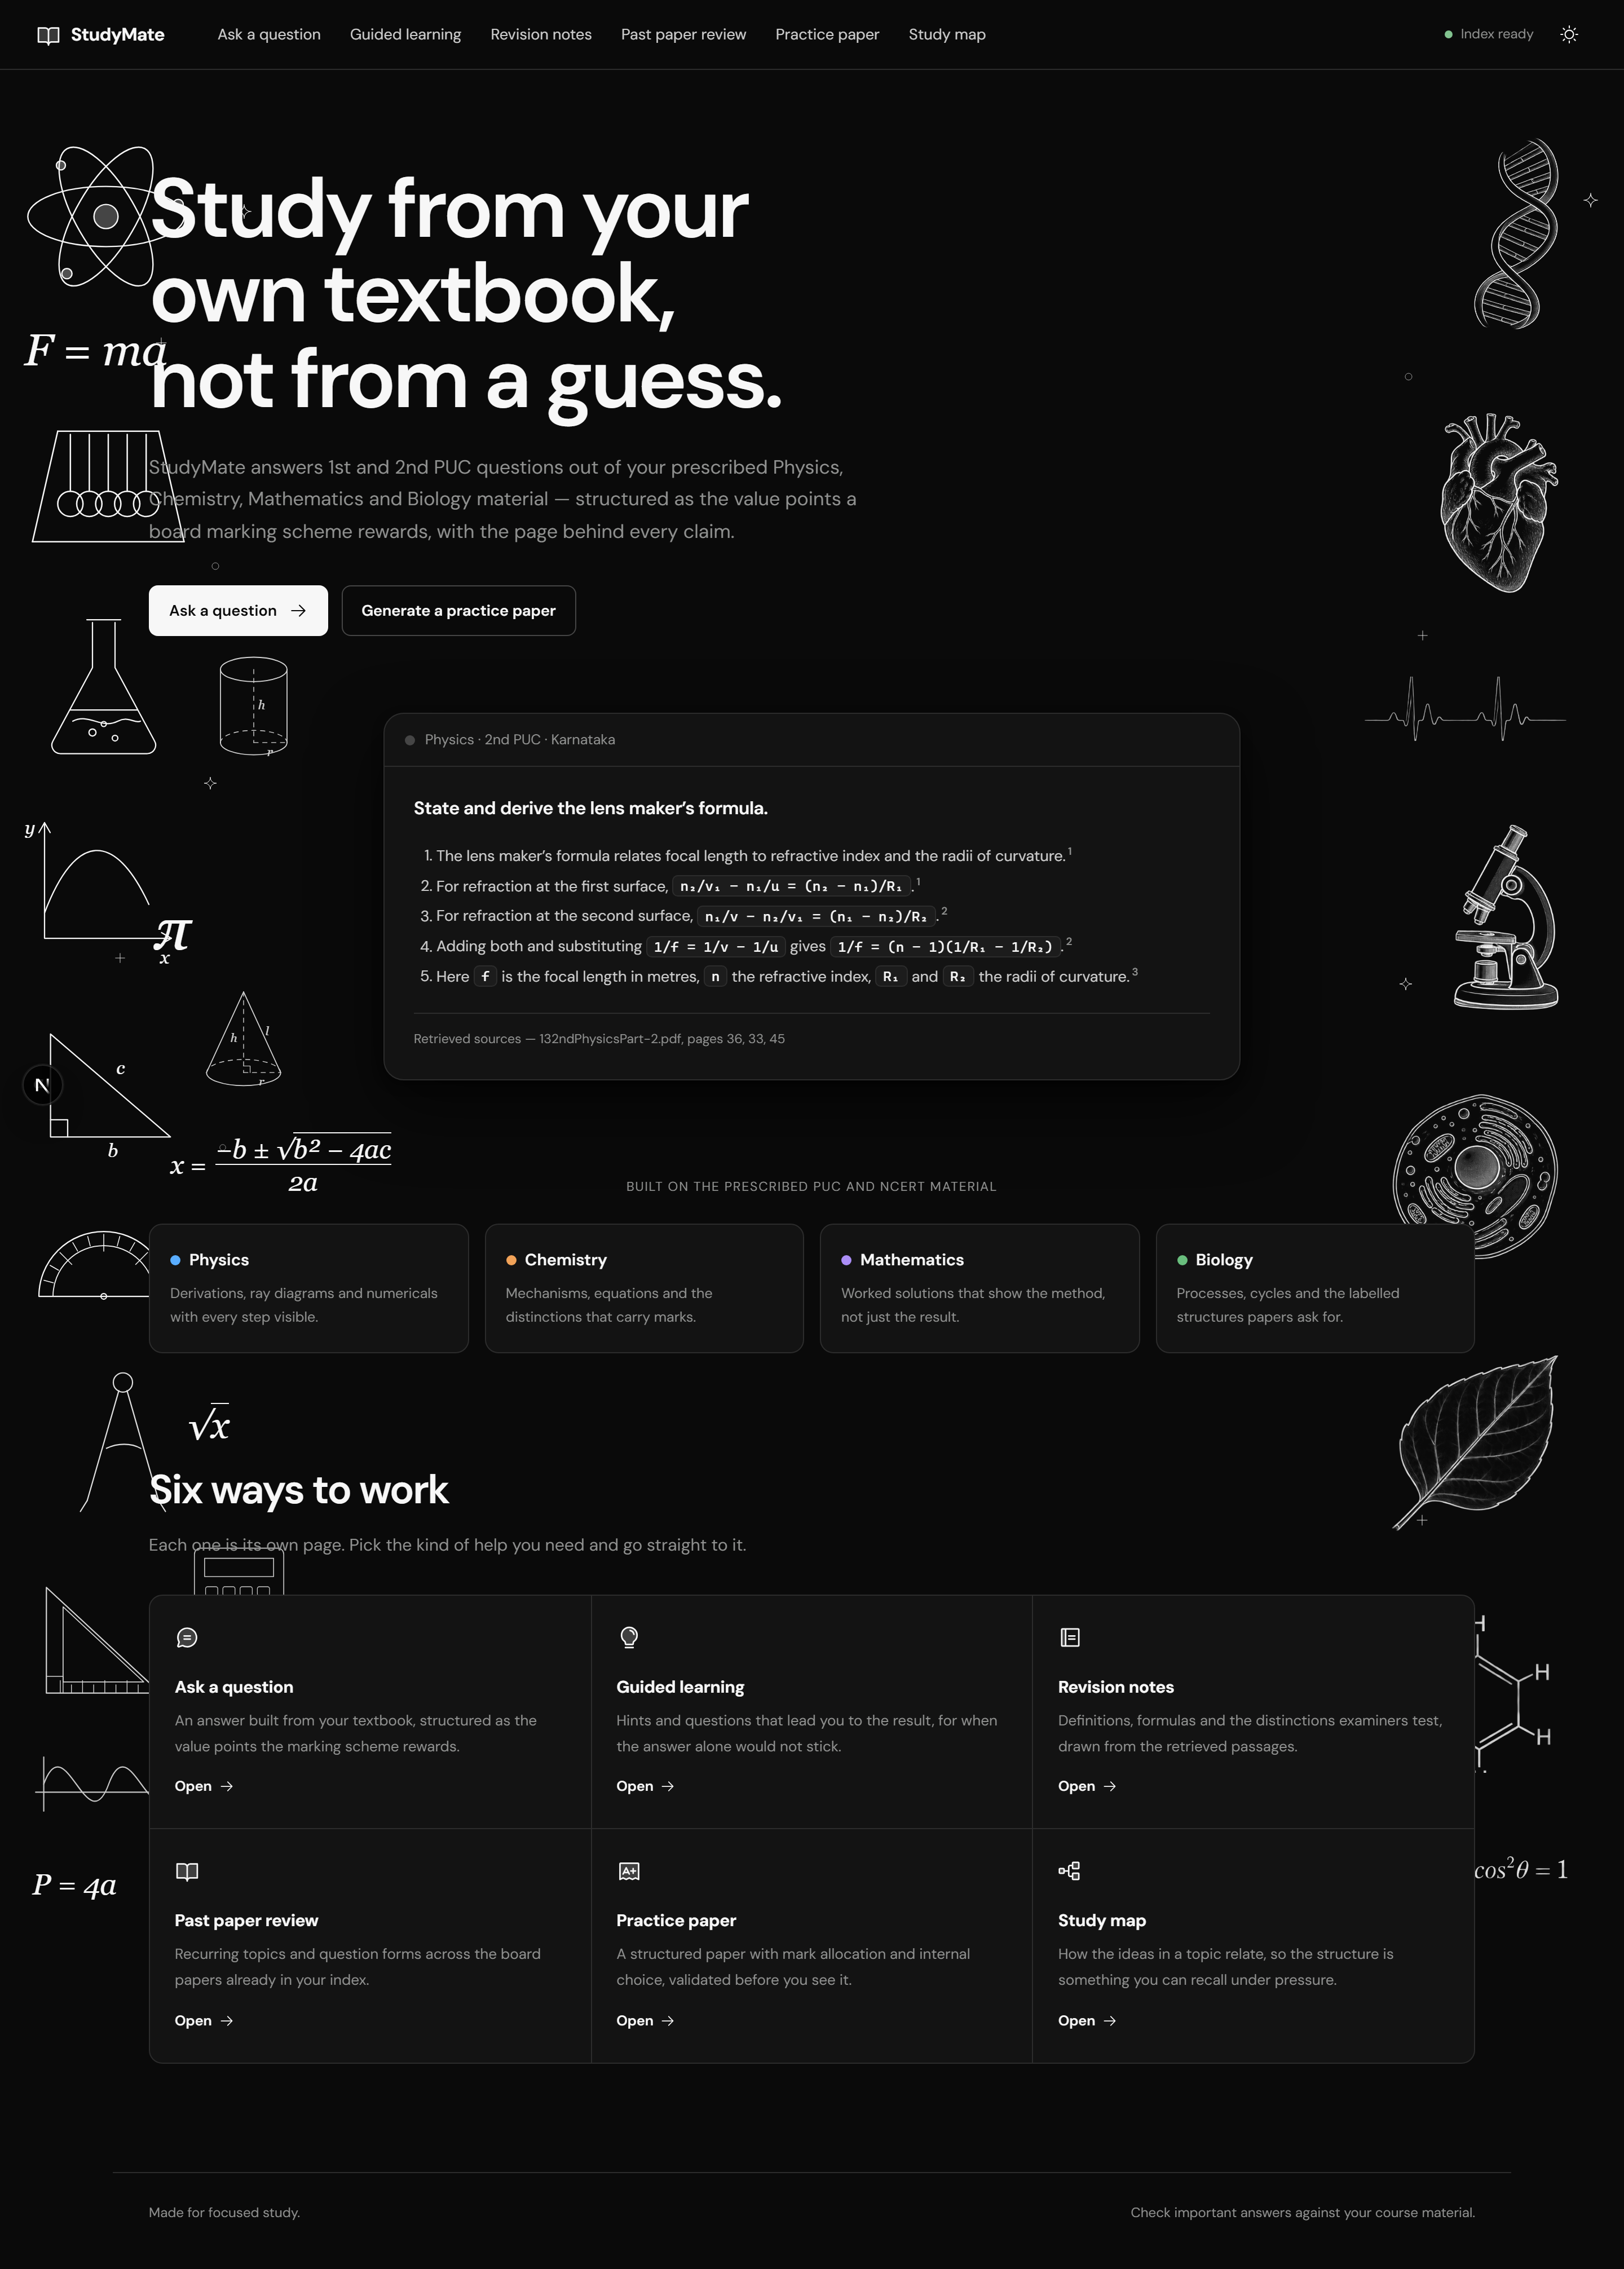 StudyMate
Ask a question
Guided learning
Revision notes
Past paper review
Practice paper
Study map
Index ready
Study from your
own textbook,
not from a guess.
F = ma
StudyMate answers 1st and 2nd PUC questions out of your prescribed Physics,
Chemistry, Mathematics and Biology material — structured as the value points a
board marking scheme rewards, with the page behind every claim.
Ask a question →
Generate a practice paper
h
r
Physics · 2nd PUC · Karnataka
State and derive the lens maker’s formula.
1. The lens maker’s formula relates focal length to refractive index and the radii of curvature. 1
2. For refraction at the first surface, n₂/v₁ − n₁/u = (n₂ − n₁)/R₁ . 1
3. For refraction at the second surface, n₁/v − n₂/v₁ = (n₁ − n₂)/R₂ . 2
4. Adding both and substituting 1/f = 1/v − 1/u gives 1/f = (n − 1)(1/R₁ − 1/R₂) . 2
5. Here f is the focal length in metres, n the refractive index, R₁ and R₂ the radii of curvature. 3
Retrieved sources — 132ndPhysicsPart-2.pdf, pages 36, 33, 45
y
π
x
h
l
r
c
N
b
x = −b ± √b² − 4ac
2a
BUILT ON THE PRESCRIBED PUC AND NCERT MATERIAL
Physics
Derivations, ray diagrams and numericals
with every step visible.
Chemistry
Mechanisms, equations and the
distinctions that carry marks.
Mathematics
Worked solutions that show the method,
not just the result.
Biology
Processes, cycles and the labelled
structures papers ask for.
√x
Six ways to work
Each one is its own page. Pick the kind of help you need and go straight to it.
Ask a question
An answer built from your textbook, structured as the
value points the marking scheme rewards.
Open →
Guided learning
Hints and questions that lead you to the result, for when
the answer alone would not stick.
Open →
Revision notes
Definitions, formulas and the distinctions examiners test,
drawn from the retrieved passages.
Open →
H
H
H
Past paper review
Recurring topics and question forms across the board
papers already in your index.
Open →
A+
Practice paper
A structured paper with mark allocation and internal
choice, validated before you see it.
Open →
Study map
How the ideas in a topic relate, so the structure is
something you can recall under pressure.
Open →
P = 4a
cos²θ = 1
Made for focused study.
Check important answers against your course material.